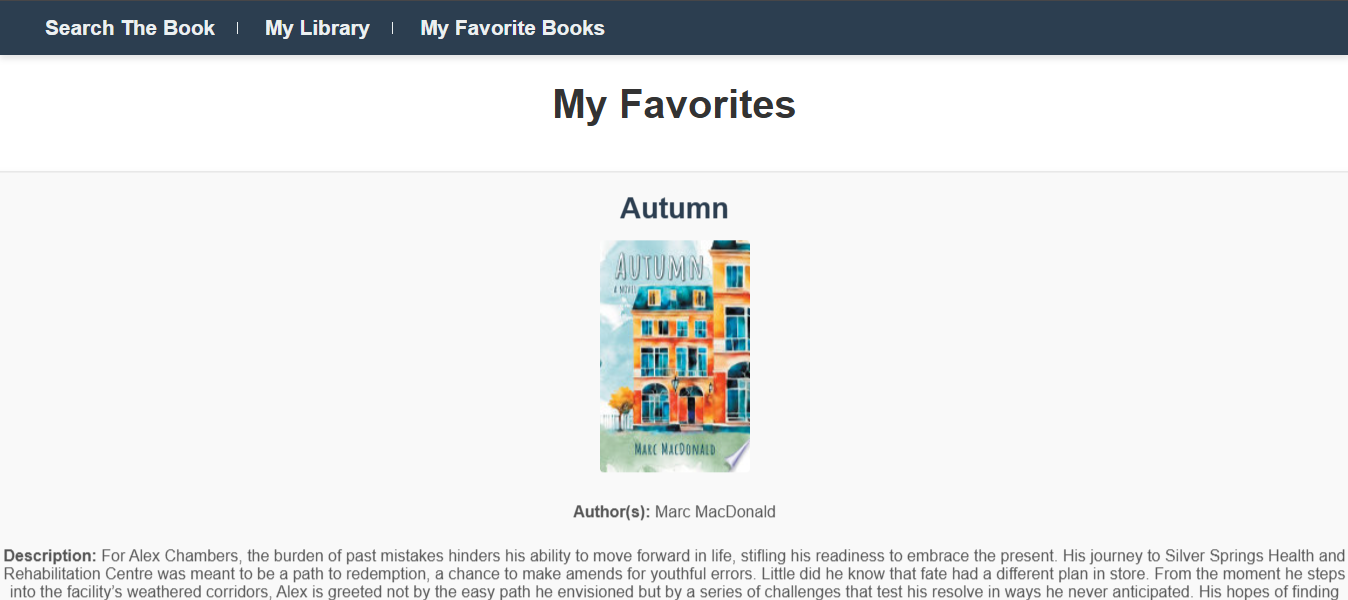 Search The Book | My Library | My Favorite Books
My Favorites
Autumn
AUTUMN
A NOVEL
MARC MACDONALD
Author(s): Marc MacDonald
Description: For Alex Chambers, the burden of past mistakes hinders his ability to move forward in life, stifling his readiness to embrace the present. His journey to Silver Springs Health and
Rehabilitation Centre was meant to be a path to redemption, a chance to make amends for youthful errors. Little did he know that fate had a different plan in store. From the moment he steps
into the facility's weathered corridors, Alex is greeted not by the easy path he envisioned but by a series of challenges that test his resolve in ways he never anticipated. His hopes of finding